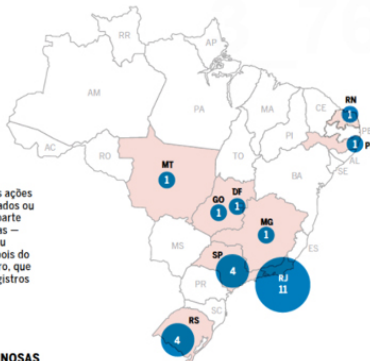 RR
AP
AM
PA
MA
CE
RN
1
PI
PE
1
P
AL
SE
AC
RO
TO
BA
MT
1
DF
1
GO
1
MG
1
ES
MS
SP
4
RJ
11
PR
SC
RS
4
s ações
ados ou
parte
as —
u
ois do
ro, que
gistros
NOSAS